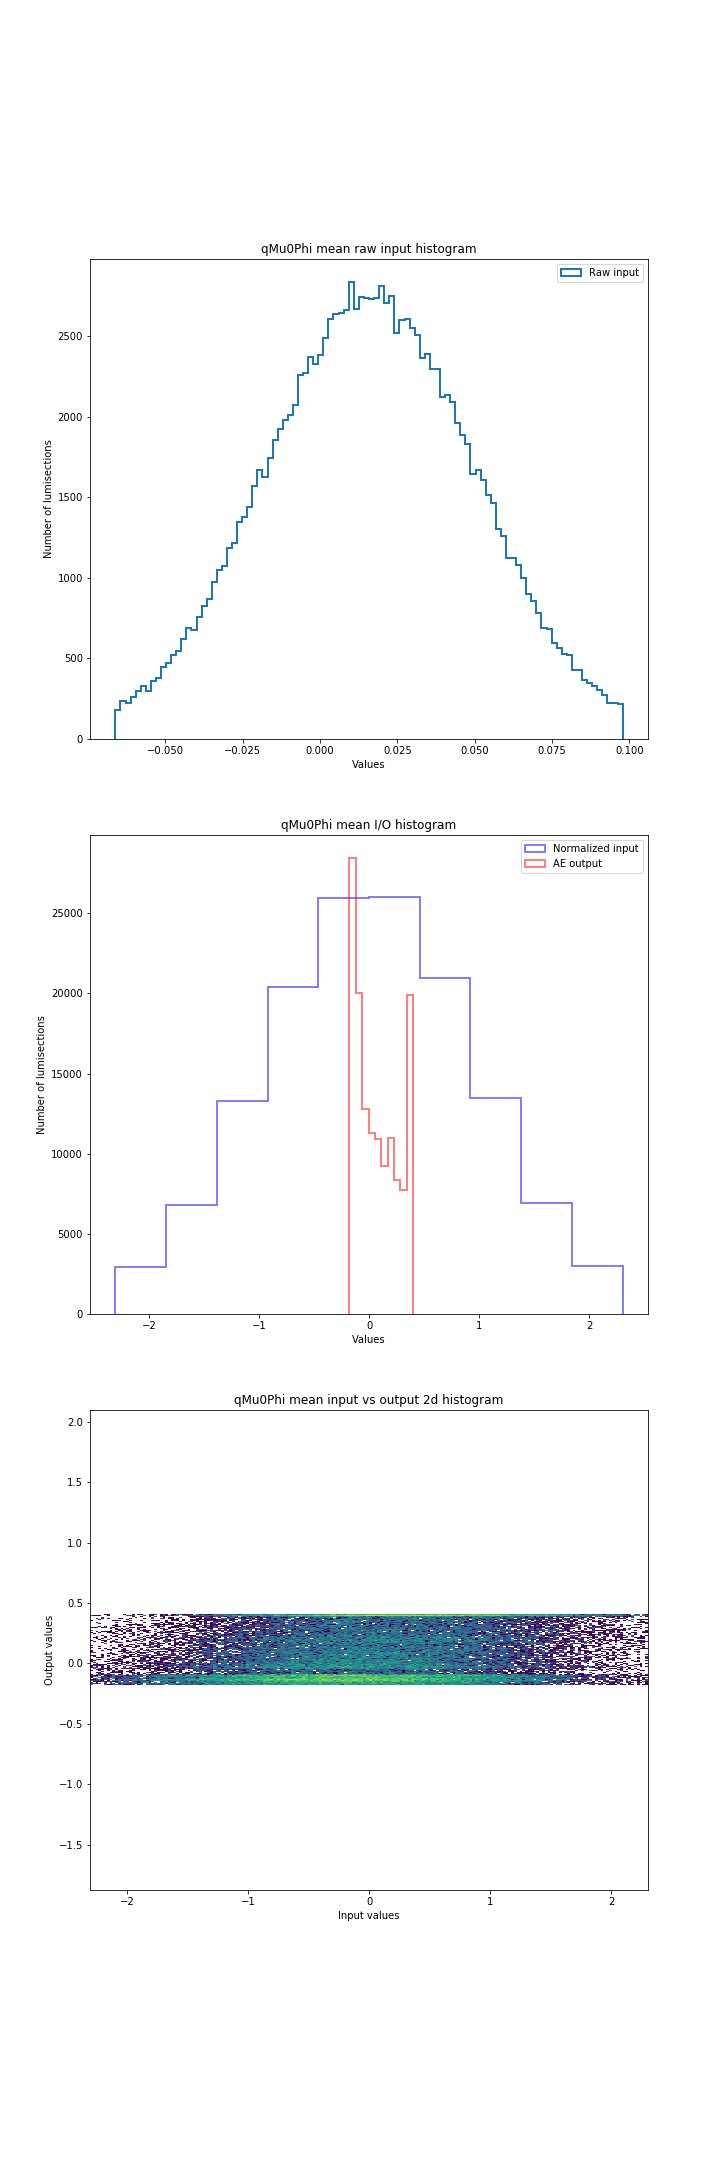 qMu0Phi mean raw input histogram
Raw input
Number of lumisections
2500
2000
1500
1000
500
0
−0.050 −0.025 0.000 0.025 0.050 0.075 0.100
Values
qMu0Phi mean I/O histogram
Normalized input
AE output
Number of lumisections
25000
20000
15000
10000
5000
0
−2 −1 0 1 2
Values
qMu0Phi mean input vs output 2d histogram
Output values
2.0
1.5
1.0
0.5
0.0
−0.5
−1.0
−1.5
−2 −1 0 1 2
Input values